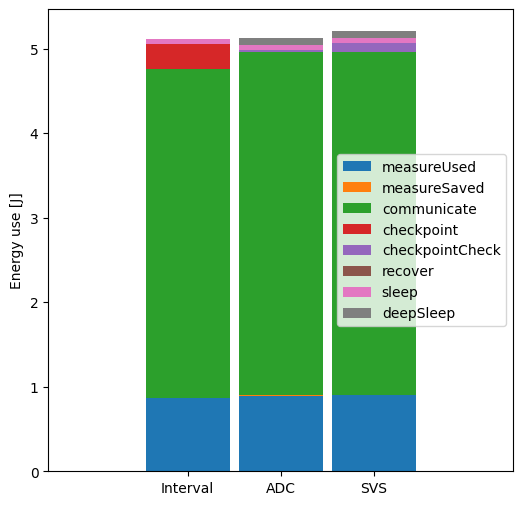 Energy use [J]
5
4
3
2
1
0
measureUsed
measureSaved
communicate
checkpoint
checkpointCheck
recover
sleep
deepSleep
Interval ADC SVS